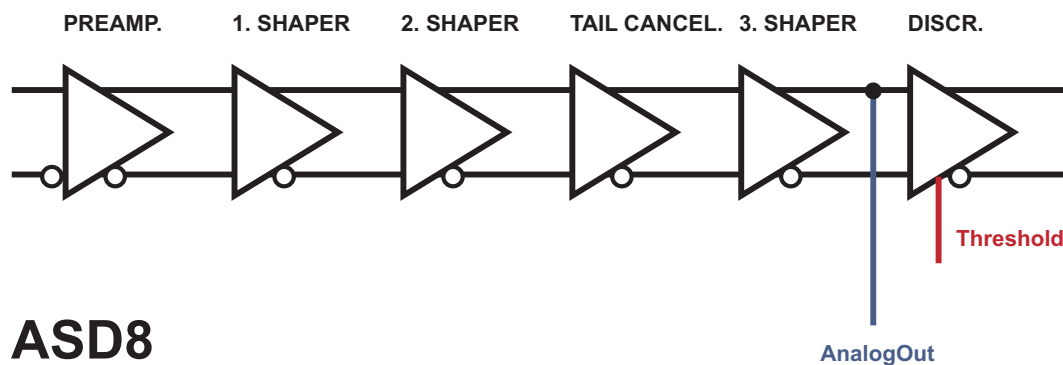 PREAMP. 1. SHAPER 2. SHAPER TAIL CANCEL. 3. SHAPER DISCR.
Threshold
ASD8
AnalogOut